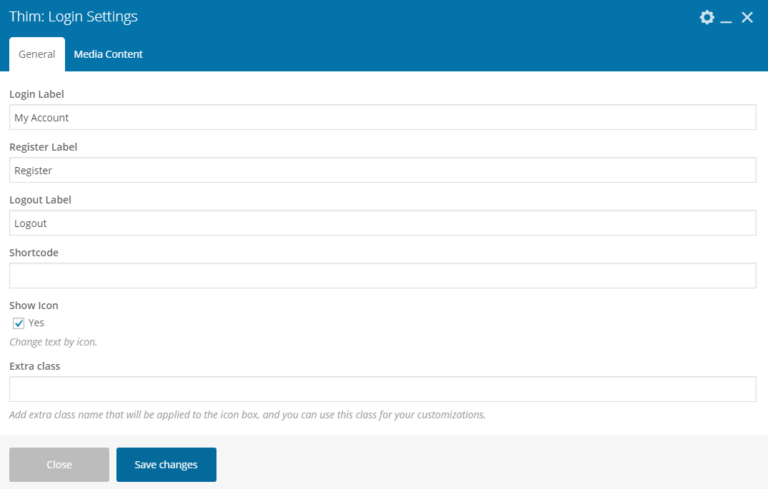 Thim: Login Settings
General Media Content
Login Label
My Account
Register Label
Register
Logout Label
Logout
Shortcode
Show Icon
Yes
Change text by icon.
Extra class
Add extra class name that will be applied to the icon box, and you can use this class for your customizations.
Close Save changes